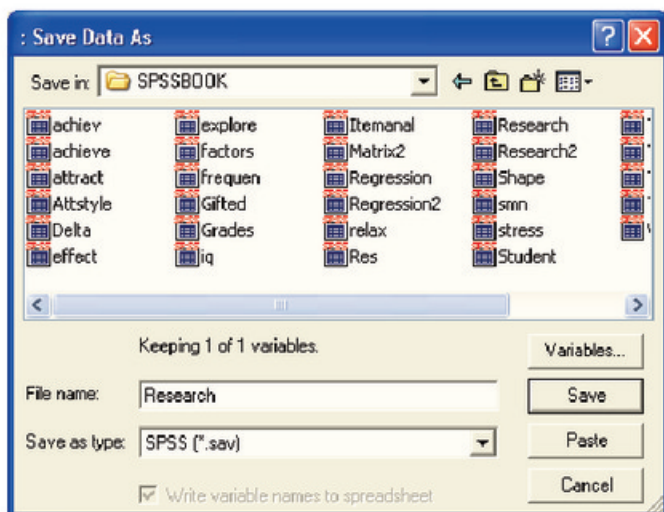 : Save Data As
Save in: SPSSBOOK
achiev explore Itemanal Research
achieve factors Matrix2 Research2
attract frequen Regression Shape
Attstyle Gifted Regression2 smn
Delta Grades relax stress
effect iq Res Student
Keeping 1 of 1 variables.
Variables...
File name: Research
Save
Save as type: SPSS (*.sav)
Paste
Write variable names to spreadsheet
Cancel